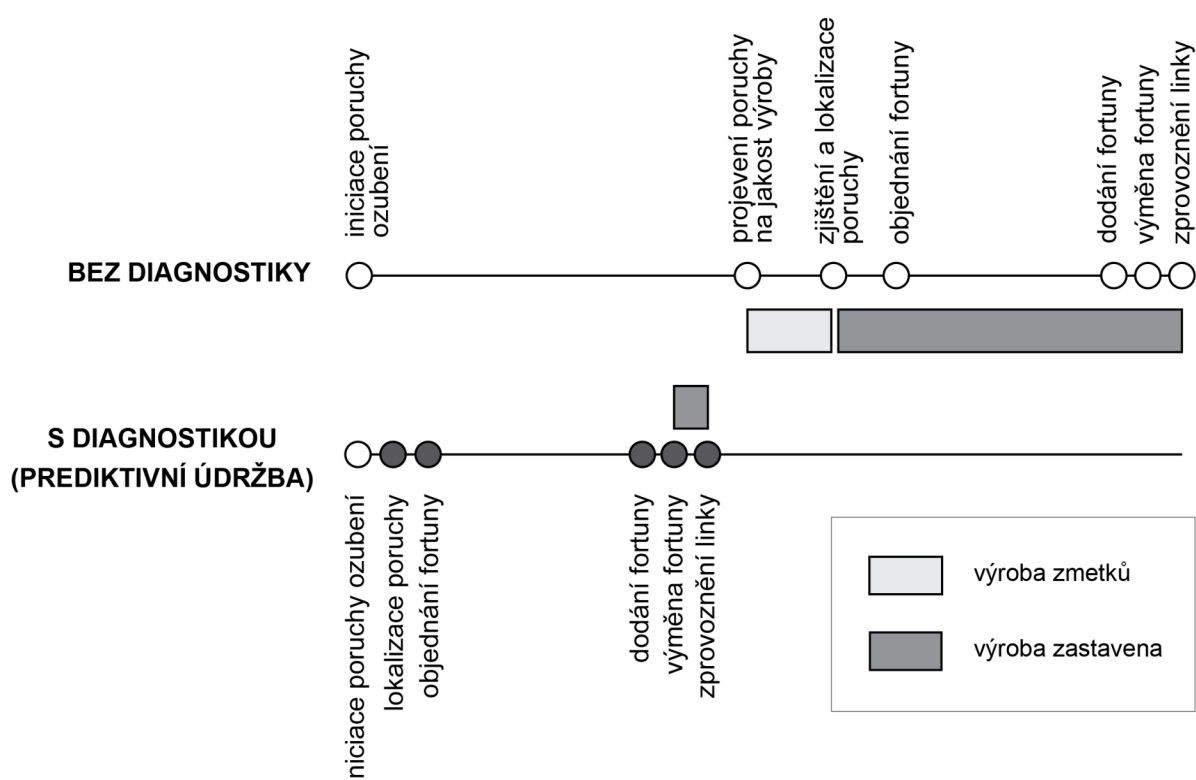 iniciace poruchy
ozubení
projevení poruchy
na jakost výroby
zjištění a lokalizace
poruchy
objednání fortuny
dodání fortuny
výměna fortuny
zprovoznění linky
BEZ DIAGNOSTIKY
S DIAGNOSTIKOU
(PREDIKTIVNÍ ÚDRŽBA)
niciace poruchy ozubení
lokalizace poruchy
objednání fortuny
dodání fortuny
výměna fortuny
zprovoznění linky
výroba zmetků
výroba zastavena